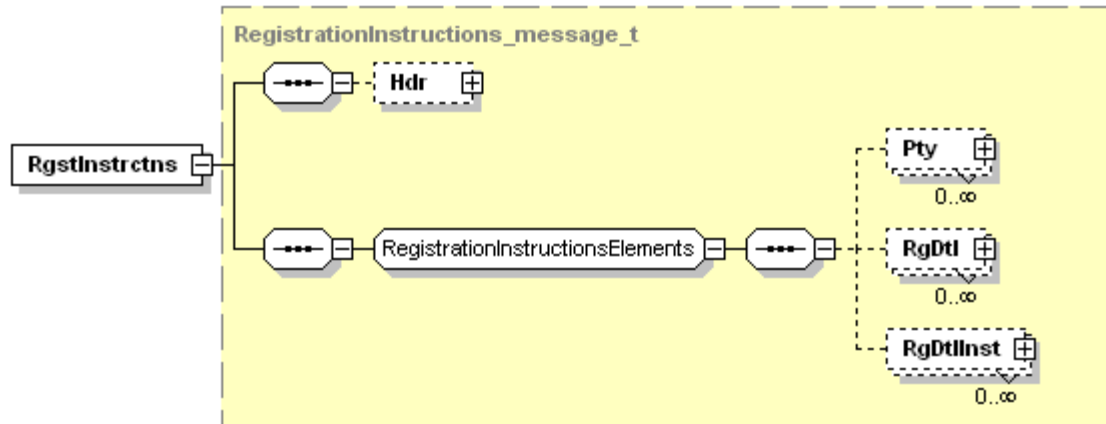 RegistrationInstructions_message_t
Hdr
RgstInstrctns
Pty
0..∞
RegistrationInstructionsElements
RgDtl
0..∞
RgDtlInst
0..∞